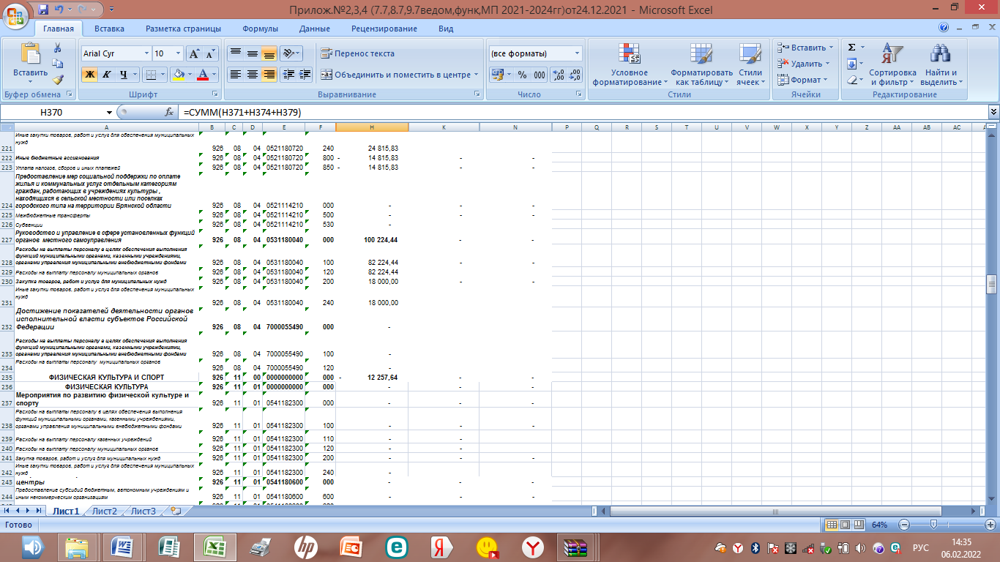 Прилож.№2,3,4 (7.7,8.7,9.7ведом,функ,МП 2021-2024гг)от24.12.2021 - Microsoft Excel
Главная Вставка Разметка страницы Формулы Данные Рецензирование Вид
Вставить
Буфер обмена
Arial Cyr 10
Ж К Ч
Шрифт
Перенос текста
Объединить и поместить в центре
Выравнивание
(все форматы)
% 000
Число
Условное форматирование
Форматировать как таблицу
Стили ячеек
Стили
Вставить
Удалить
Формат
Ячейки
Сортировка и фильтр
Найти и выделить
Редактирование
H370 fx =СУММ(H371+H374+H379)
A B C D E F H K N P Q R S T U V W X Y Z AA AB AC
Иные закупки товаров, работ и услуг для обеспечения муниципальных
нужд
221 926 08 04 0521180720 240 24 815,83
222 Иные бюджетные ассигнования 926 08 04 0521180720 800 - 14 815,83 - -
223 Уплата налогов, сборов и иных платежей 926 08 04 0521180720 850 - 14 815,83 - -
Предоставление мер социальной поддержки по оплате
жилья и коммунальных услуг отдельным категориям
граждан, работающих в учреждениях культуры ,
находящихся в сельской местности или поселках
224 городского типа на территории Брянской области 926 08 04 0521114210 000 - - -
225 Межбюджетные трансферты 926 08 04 0521114210 500 - - -
226 Субвенции 926 08 04 0521114210 530 - -
Руководство и управление в сфере установленных функций
227 органов местного самоуправления 926 08 04 0531180040 000 100 224,44 - -
Расходы на выплаты персоналу в целях обеспечения выполнения
функций муниципальными органами, казенными учреждениями,
228 органами управления муниципальными внебюджетными фондами 926 08 04 0531180040 100 82 224,44 - -
229 Расходы на выплату персоналу муниципальных органов 926 08 04 0531180040 120 82 224,44
230 Закупка товаров, работ и услуг для муниципальных нужд 926 08 04 0531180040 200 18 000,00 - -
Иные закупки товаров, работ и услуг для обеспечения муниципальных
нужд
231 926 08 04 0531180040 240 18 000,00
Достижение показателей деятельности органов
исполнительной власти субъектов Российской
232 Федерации 926 08 04 7000055490 000 -
Расходы на выплаты персоналу в целях обеспечения выполнения
функций муниципальными органами, казенными учреждениями,
233 органами управления муниципальными внебюджетными фондами 926 08 04 7000055490 100 -
Расходы на выплаты персоналу муниципальных органов
234 926 08 04 7000055490 120 -
235 ФИЗИЧЕСКАЯ КУЛЬТУРА И СПОРТ 926 11 00 0000000000 000 - 12 257,64 - -
236 ФИЗИЧЕСКАЯ КУЛЬТУРА 926 11 01 0000000000 000 - - -
Мероприятия по развитию физической культуре и
237 спорту 926 11 01 0541182300 000 - - -
Расходы на выплаты персоналу в целях обеспечения выполнения
функций муниципальными органами, казенными учреждениями,
238 органами управления муниципальными внебюджетными фондами 926 11 01 0541182300 100 - - -
239 Расходы на выплату персоналу казенных учреждений 926 11 01 0541182300 110 - -
240 Расходы на выплату персоналу муниципальных органов 926 11 01 0541182300 120 - -
241 Закупка товаров, работ и услуг для муниципальных нужд 926 11 01 0541182300 200 - - -
Иные закупки товаров, работ и услуг для обеспечения муниципальных
242 нужд 926 11 01 0541182300 240 - -
243 центры 926 11 01 0541180600 000 - - -
Предоставление субсидий бюджетным, автономным учреждениям и
244 иным некоммерческим организациям 926 11 01 0541180600 600 - - -
Лист1 Лист2 Лист3
Готово 64%
РУС 14:35
06.02.2022